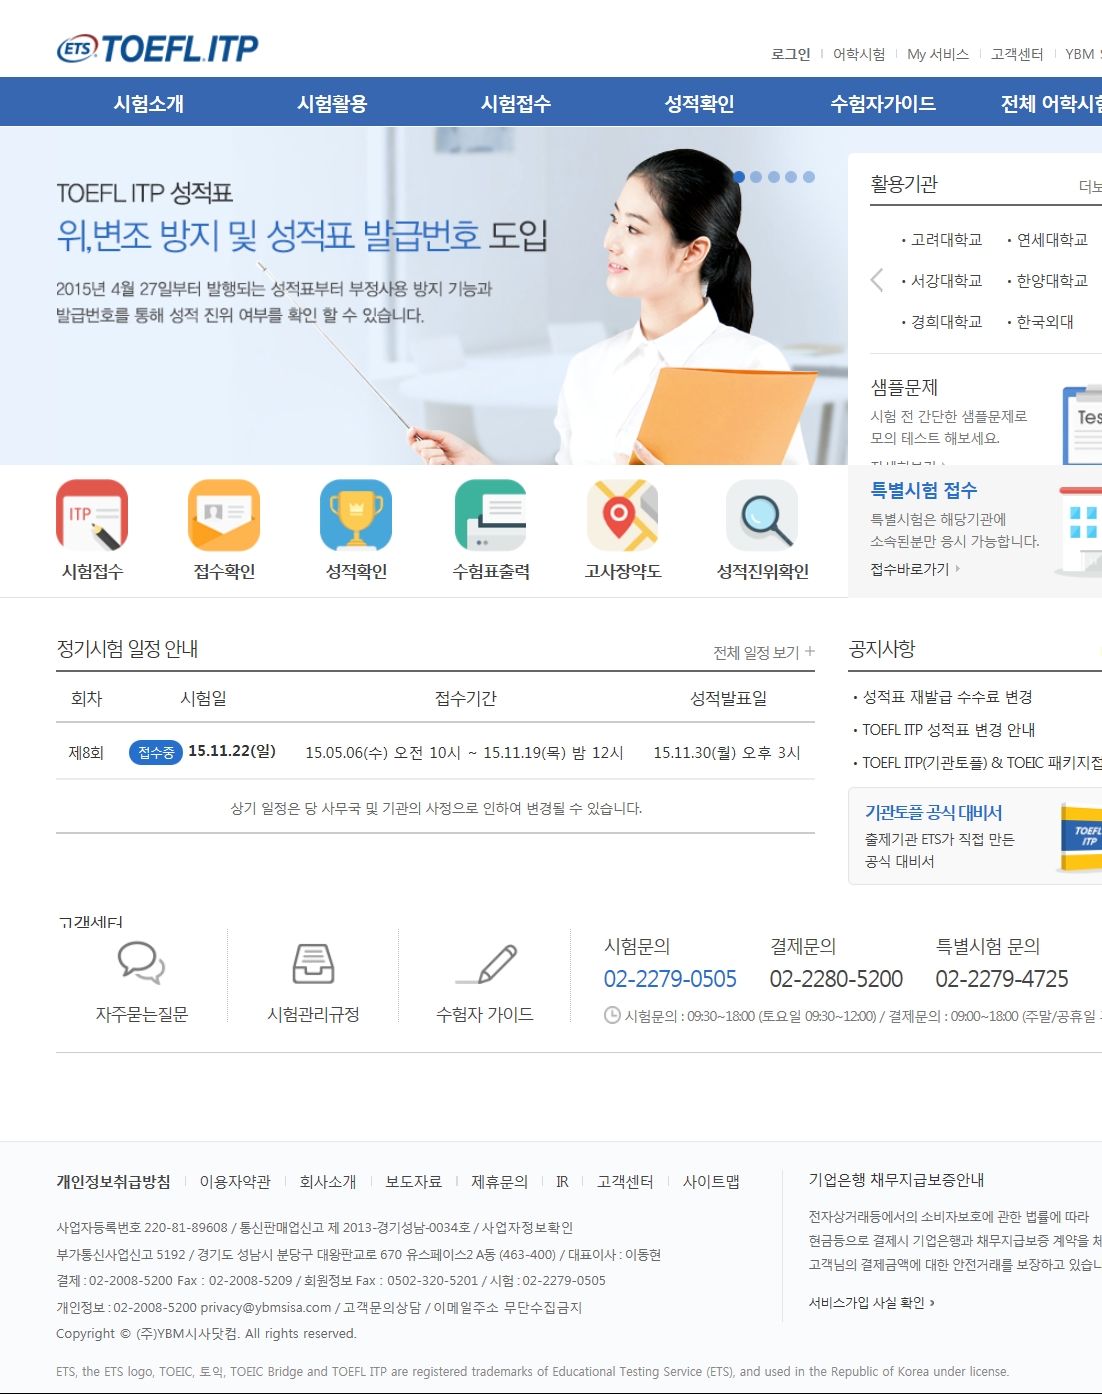 ETS TOEFL ITP
로그인 어학시험 My 서비스 고객센터 YBM
시험소개 시험활용 시험접수 성적확인 수험자가이드 전체 어학시험
TOEFL ITP 성적표
위,변조 방지 및 성적표 발급번호 도입
2015년 4월 27일부터 발행되는 성적표부터 부정사용 방지 기능과
발급번호를 통해 성적 진위 여부를 확인 할 수 있습니다.
활용기관 더보
· 고려대학교 · 연세대학교
· 서강대학교 · 한양대학교
· 경희대학교 · 한국외대
샘플문제
시험 전 간단한 샘플문제로
모의 테스트 해보세요.
Tes
특별시험 접수
특별시험은 해당기관에
소속된분만 응시 가능합니다.
접수바로가기
ITP
시험접수 접수확인 성적확인 수험표출력 고사장약도 성적진위확인
정기시험 일정 안내 전체 일정 보기 +
회차 시험일 접수기간 성적발표일
제8회 접수중 15.11.22(일) 15.05.06(수) 오전 10시 ~ 15.11.19(목) 밤 12시 15.11.30(월) 오후 3시
상기 일정은 당 사무국 및 기관의 사정으로 인하여 변경될 수 있습니다.
공지사항
· 성적표 재발급 수수료 변경
· TOEFL ITP 성적표 변경 안내
· TOEFL ITP(기관토플) & TOEIC 패키지접
기관토플 공식 대비서
출제기관 ETS가 직접 만든
공식 대비서
TOEFL
ITP
고객센터
자주묻는질문 시험관리규정 수험자 가이드
시험문의 결제문의 특별시험 문의
02-2279-0505 02-2280-5200 02-2279-4725
시험문의 : 09:30~18:00 (토요일 09:30~12:00) / 결제문의 : 09:00~18:00 (주말/공휴일
개인정보취급방침 이용자약관 회사소개 보도자료 제휴문의 IR 고객센터 사이트맵
사업자등록번호 220-81-89608 / 통신판매업신고 제 2013-경기성남-0034호 / 사업자정보확인
부가통신사업신고 5192 / 경기도 성남시 분당구 대왕판교로 670 유스페이스2 A동 (463-400) / 대표이사 : 이동현
결제 : 02-2008-5200 Fax : 02-2008-5209 / 회원정보 Fax : 0502-320-5201 / 시험 : 02-2279-0505
개인정보 : 02-2008-5200 privacy@ybmsisa.com / 고객문의상담 / 이메일주소 무단수집금지
Copyright © (주)YBM시사닷컴. All rights reserved.
기업은행 채무지급보증안내
전자상거래등에서의 소비자보호에 관한 법률에 따라
현금등으로 결제시 기업은행과 채무지급보증 계약을 체
고객님의 결제금액에 대한 안전거래를 보장하고 있습니
서비스가입 사실 확인 ›
ETS, the ETS logo, TOEIC, 토익, TOEIC Bridge and TOEFL ITP are registered trademarks of Educational Testing Service (ETS), and used in the Republic of Korea under license.